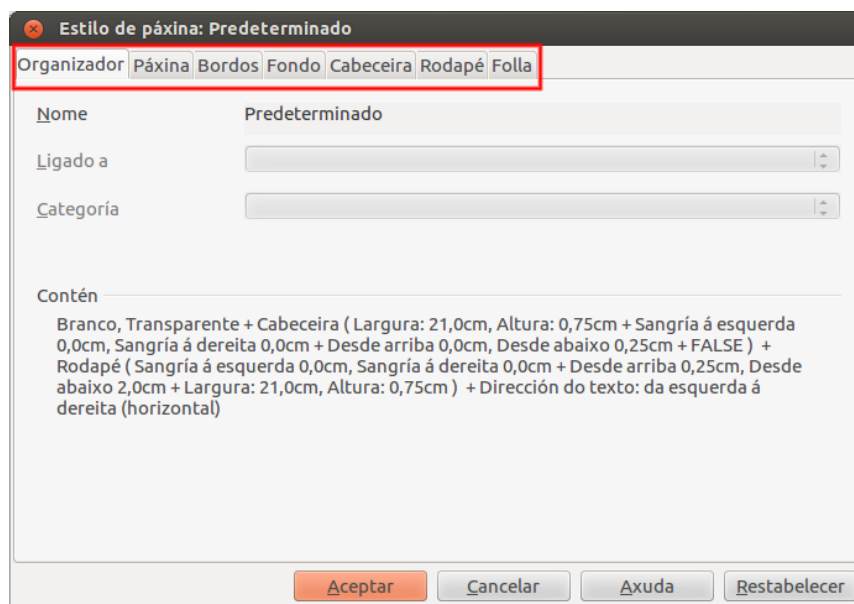 Estilo de páxina: Predeterminado
Organizador Páxina Bordos Fondo Cabeceira Rodapé Folla
Nome Predeterminado
Ligado a
Categoría
Contén
Branco, Transparente + Cabeceira ( Largura: 21,0cm, Altura: 0,75cm + Sangría á esquerda
0,0cm, Sangría á dereita 0,0cm + Desde arriba 0,0cm, Desde abaixo 0,25cm + FALSE ) +
Rodapé ( Sangría á esquerda 0,0cm, Sangría á dereita 0,0cm + Desde arriba 0,25cm, Desde
abaixo 2,0cm + Largura: 21,0cm, Altura: 0,75cm ) + Dirección do texto: da esquerda á
dereita (horizontal)
Aceptar Cancelar Axuda Restabelecer